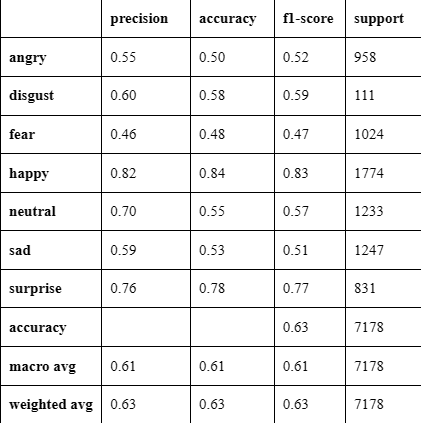 precision accuracy f1-score support
angry 0.55 0.50 0.52 958
disgust 0.60 0.58 0.59 111
fear 0.46 0.48 0.47 1024
happy 0.82 0.84 0.83 1774
neutral 0.70 0.55 0.57 1233
sad 0.59 0.53 0.51 1247
surprise 0.76 0.78 0.77 831
accuracy 0.63 7178
macro avg 0.61 0.61 0.61 7178
weighted avg 0.63 0.63 0.63 7178